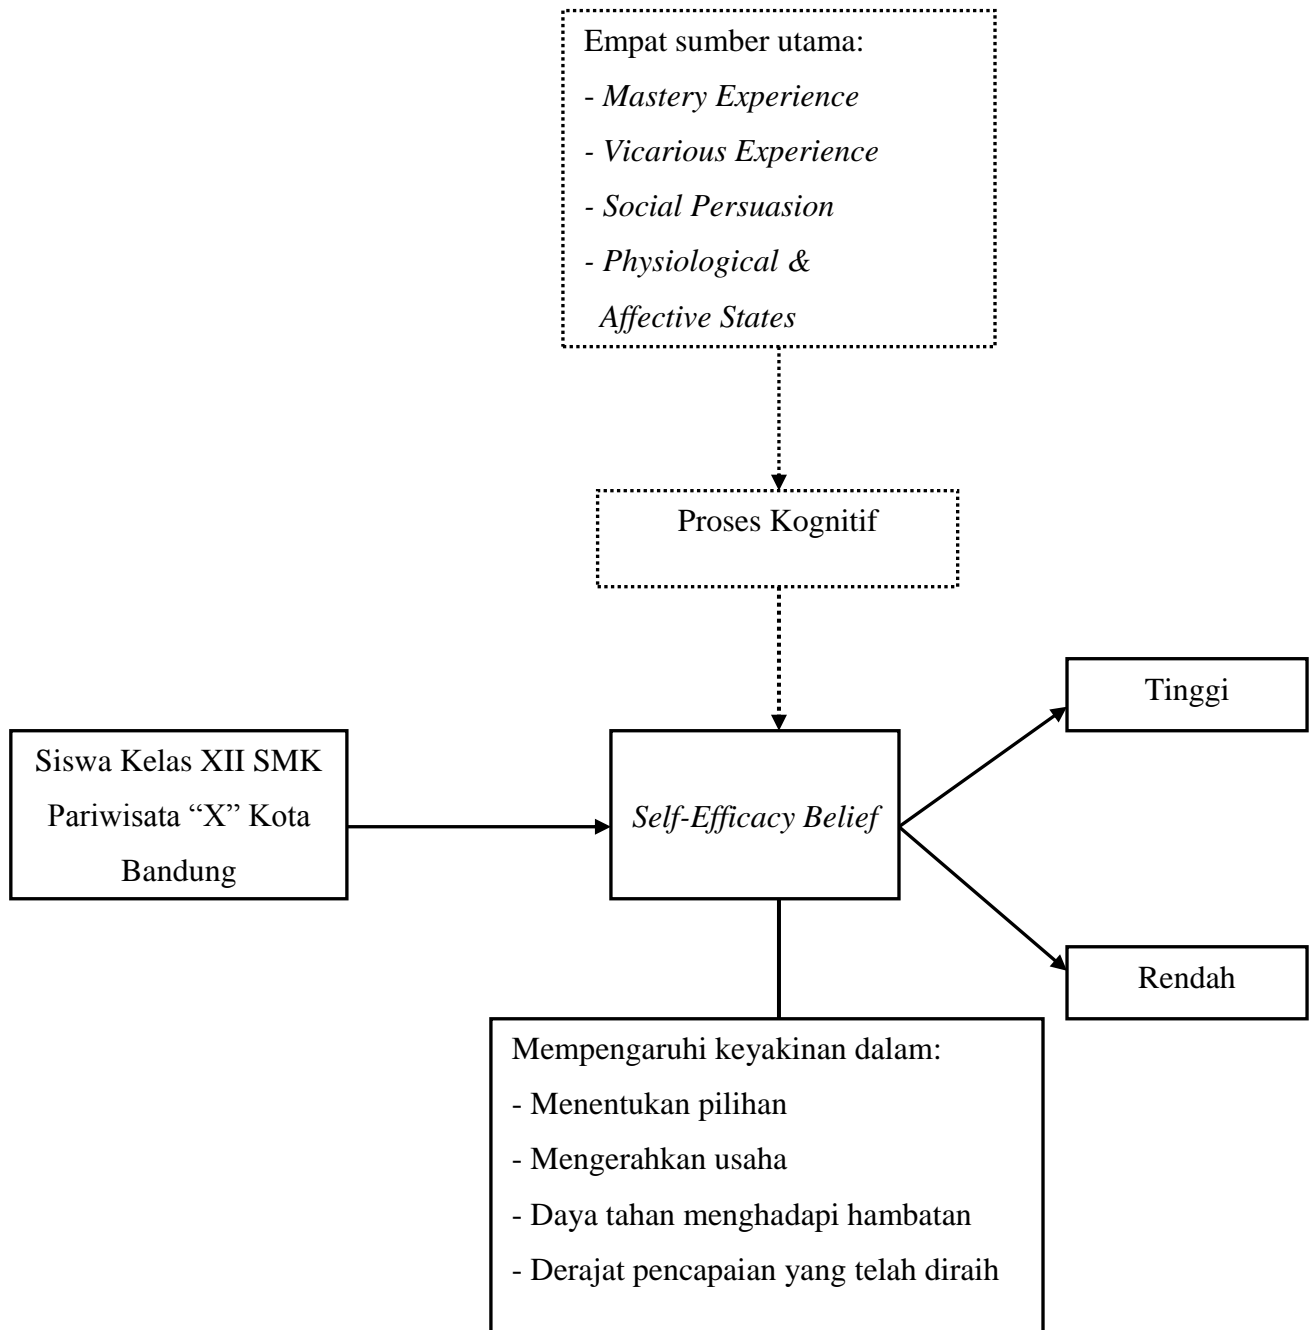 Empat sumber utama:
- Mastery Experience
- Vicarious Experience
- Social Persuasion
- Physiological &
Affective States
Proses Kognitif
Tinggi
Siswa Kelas XII SMK
Pariwisata “X” Kota
Bandung
Self-Efficacy Belief
Rendah
Mempengaruhi keyakinan dalam:
- Menentukan pilihan
- Mengerahkan usaha
- Daya tahan menghadapi hambatan
- Derajat pencapaian yang telah diraih